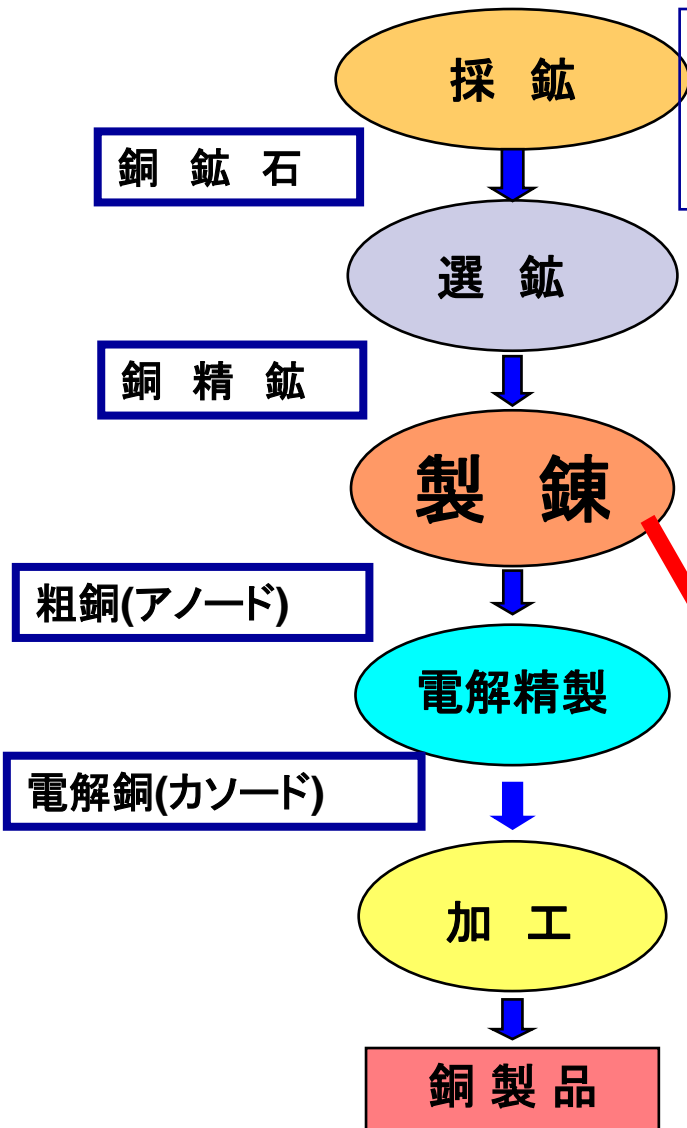 採 鉱
銅 鉱 石
選 鉱
銅 精 鉱
製 錬
粗銅(アノード)
電解精製
電解銅(カソード)
加 工
銅 製 品